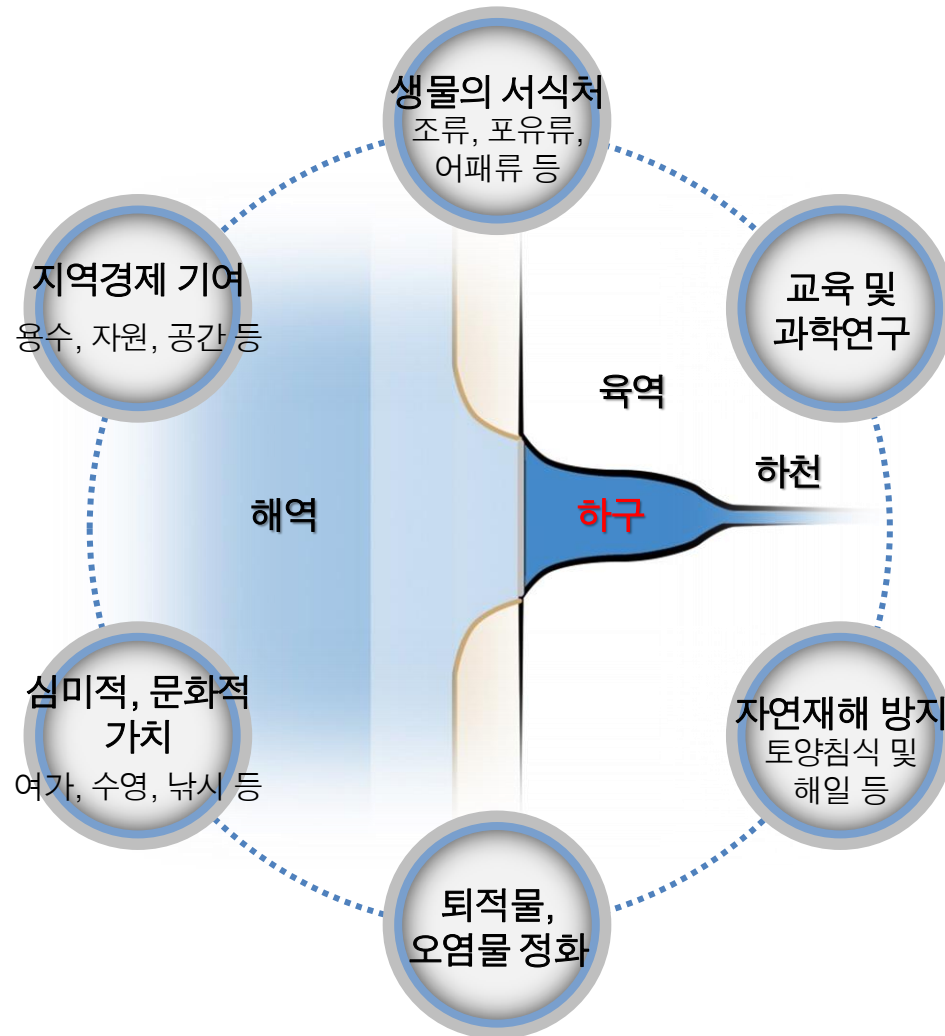 생물의 서식처
조류, 포유류,
어패류 등
지역경제 기여
용수, 자원, 공간 등
교육 및
과학연구
육역
하천
해역
하구
심미적, 문화적
가치
여가, 수영, 낚시 등
자연재해 방지
토양침식 및
해일 등
퇴적물,
오염물 정화